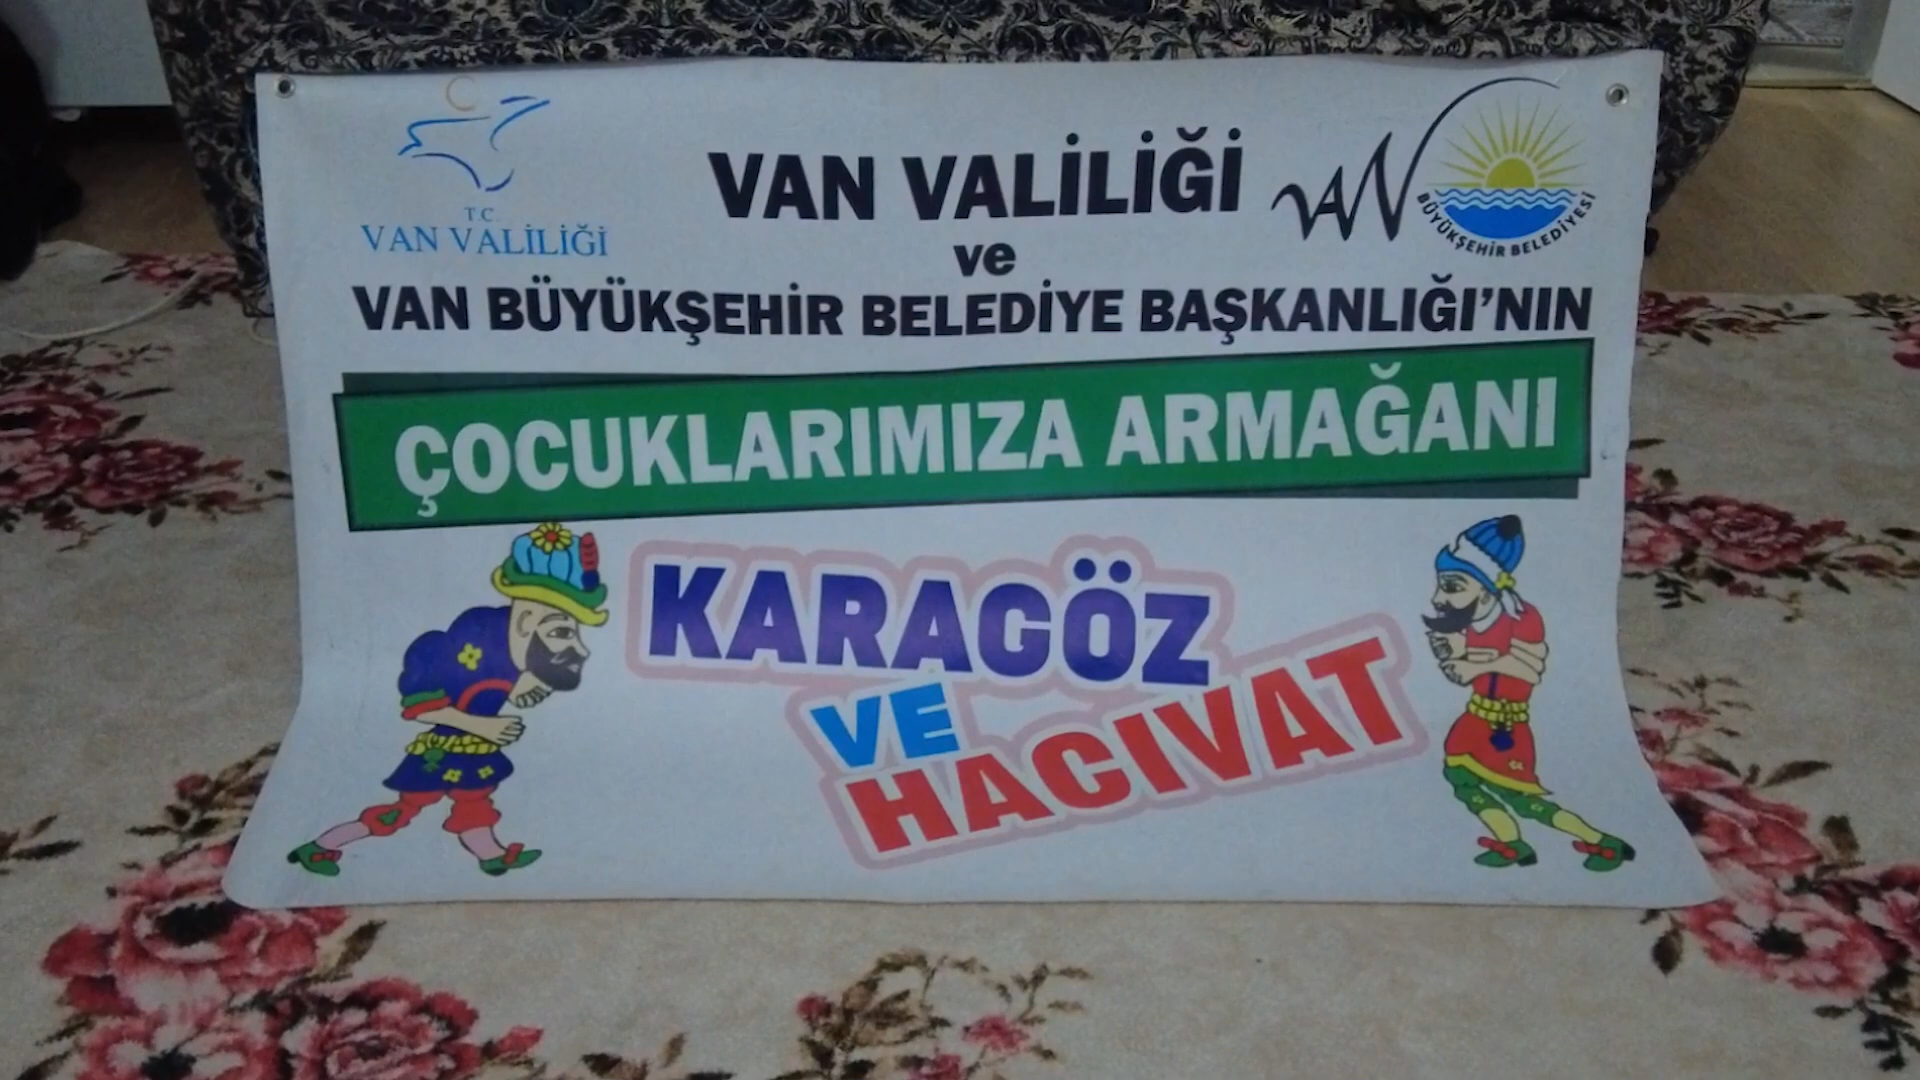 T.C.
VAN VALİLİĞİ
VAN VALİLİĞİ
VAN
BÜYÜKŞEHİR BELEDİYESİ
ve
VAN BÜYÜKŞEHİR BELEDİYE BAŞKANLIĞI'NIN
ÇOCUKLARIMIZA ARMAĞANI
KARAGÖZ
VE
HACIVAT